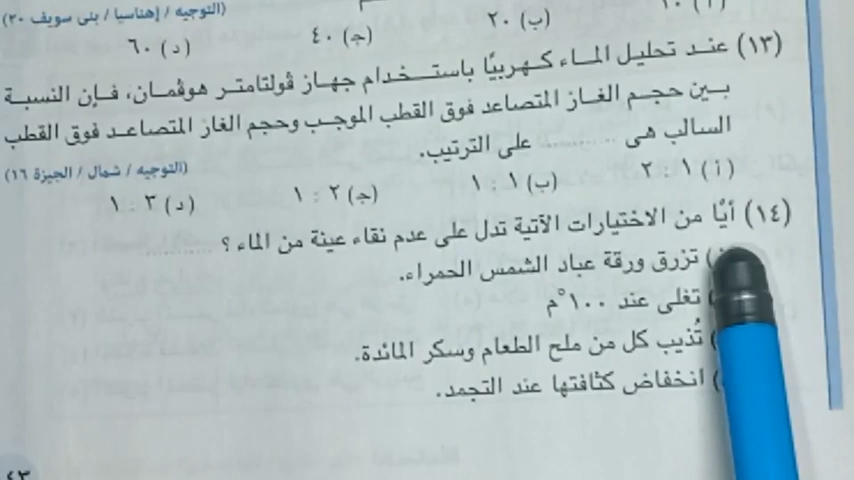 (التوجيه / إهناسيا / بنى سويف ٢٠)
(ب) ٢٠ (جـ) ٤٠ (د) ٦٠
(١٣) عند تحليل الماء كهربيًا باستخدام جهاز ڤولتامتر هوڤمان، فإن النسبة
بين حجم الغاز المتصاعد فوق القطب الموجب وحجم الغاز المتصاعد فوق القطب
السالب هى ............ على الترتيب.
(التوجيه / شمال / الجيزة ١٦)
(أ) ١ : ٢ (ب) ١ : ١ (جـ) ٢ : ١ (د) ٣ : ١
(١٤) أيًا من الاختيارات الآتية تدل على عدم نقاء عينة من الماء ؟ ............
) تزرق ورقة عباد الشمس الحمراء.
) تغلى عند ١٠٠°م
) تُذيب كل من ملح الطعام وسكر المائدة.
) انخفاض كثافتها عند التجمد.
٤٣